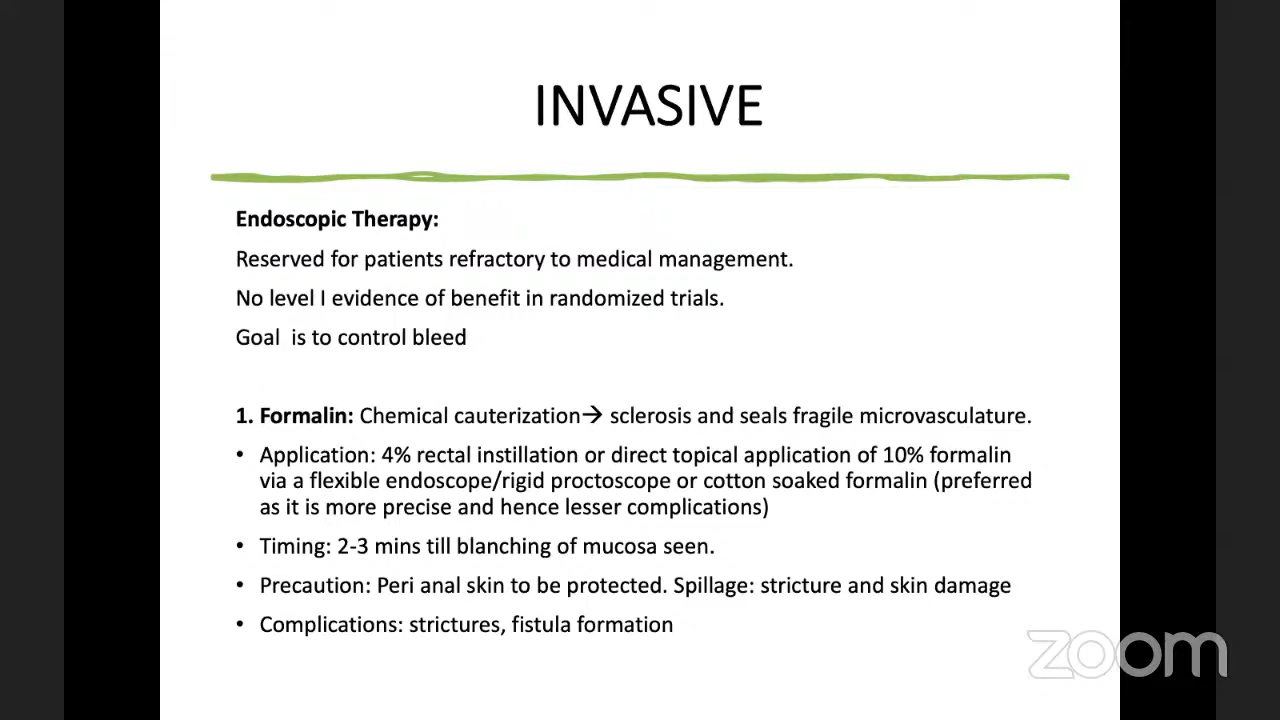 INVASIVE
Endoscopic Therapy:
Reserved for patients refractory to medical management.
No level I evidence of benefit in randomized trials.
Goal  is to control bleed
1. Formalin: Chemical cauterization→ sclerosis and seals fragile microvasculature.
• Application: 4% rectal instillation or direct topical application of 10% formalin
via a flexible endoscope/rigid proctoscope or cotton soaked formalin (preferred
as it is more precise and hence lesser complications)
• Timing: 2-3 mins till blanching of mucosa seen.
• Precaution: Peri anal skin to be protected. Spillage: stricture and skin damage
• Complications: strictures, fistula formation
zoom